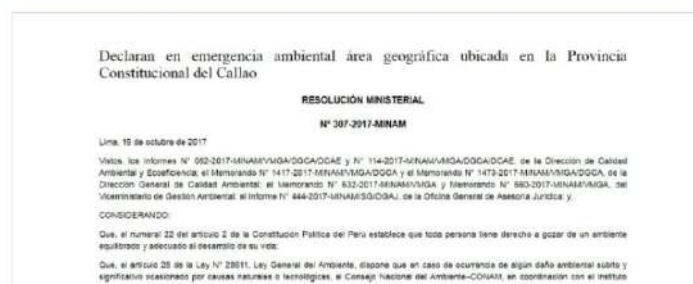 Declaran en emergencia ambiental área geográfica ubicada en la Provincia
Constitucional del Callao
RESOLUCIÓN MINISTERIAL
N° 307-2017-MINAM
Lima, 19 de octubre de 2017
Vistos, los Informes N° 052-2017-MINAM/VMGA/DGCA/DCAE y N° 114-2017-MINAM/VMGA/DGCA/DCAE, de la Dirección de Calidad
Ambiental y Ecoeficiencia; el Memorando N° 1417-2017-MINAM/VMGA/DGCA y el Memorando N° 1473-2017-MINAM/VMGA/DGCA, de la
Dirección General de Calidad Ambiental; el Memorando N° 632-2017-MINAM/VMGA y Memorando N° 660-2017-MINAM/VMGA, del
Viceministerio de Gestión Ambiental; el Informe N° 444-2017-MINAM/SG/OGAJ, de la Oficina General de Asesoría Jurídica; y,
CONSIDERANDO:
Que, el numeral 22 del artículo 2 de la Constitución Política del Perú establece que toda persona tiene derecho a gozar de un ambiente
equilibrado y adecuado al desarrollo de su vida;
Que, el artículo 28 de la Ley N° 28611, Ley General del Ambiente, dispone que en caso de ocurrencia de algún daño ambiental súbito y
significativo ocasionado por causas naturales o tecnológicas, el Consejo Nacional del Ambiente-CONAM, en coordinación con el Instituto